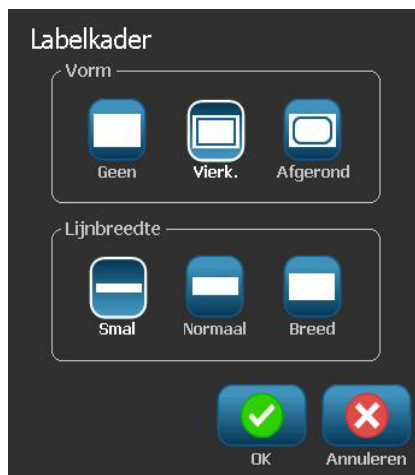 Labelkader
Vorm
Geen Vierk. Afgerond
Lijnbreedte
Smal Normaal Breed
OK Annuleren